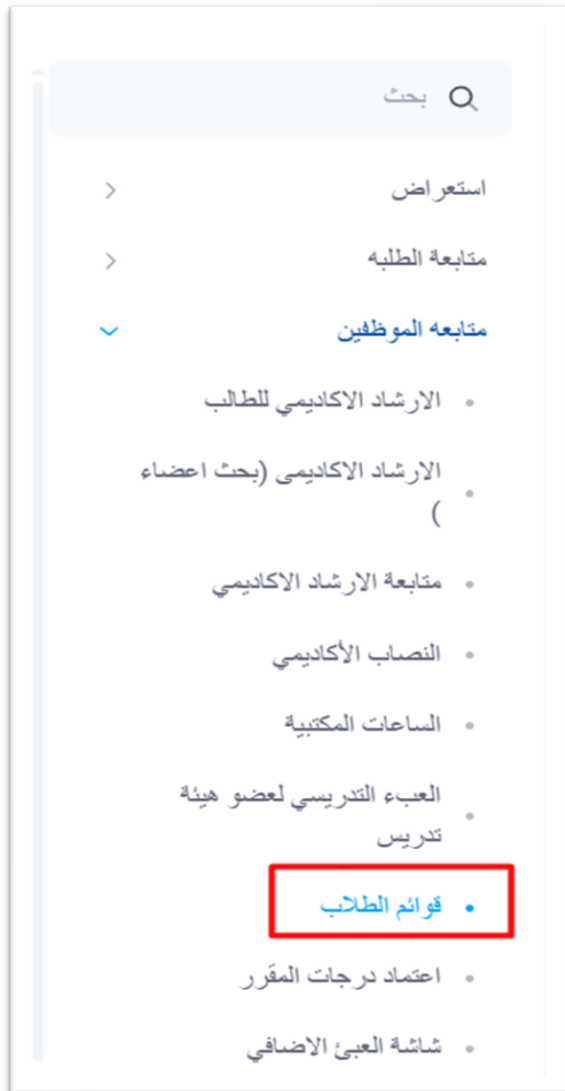 بحث
استعراض
متابعة الطلبه
متابعه الموظفين
الارشاد الاكاديمي للطالب
الارشاد الاكاديمى (بحث اعضاء
)
متابعة الارشاد الاكاديمي
النصاب الأكاديمي
الساعات المكتبية
العبء التدريسي لعضو هيئة
تدريس
قوائم الطلاب
اعتماد درجات المقرر
شاشة العبئ الاضافي